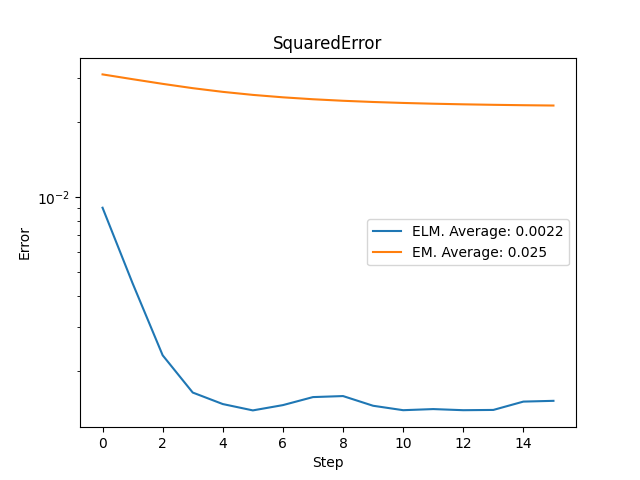 SquaredError
Error
10⁻²
ELM. Average: 0.0022
EM. Average: 0.025
0 2 4 6 8 10 12 14
Step